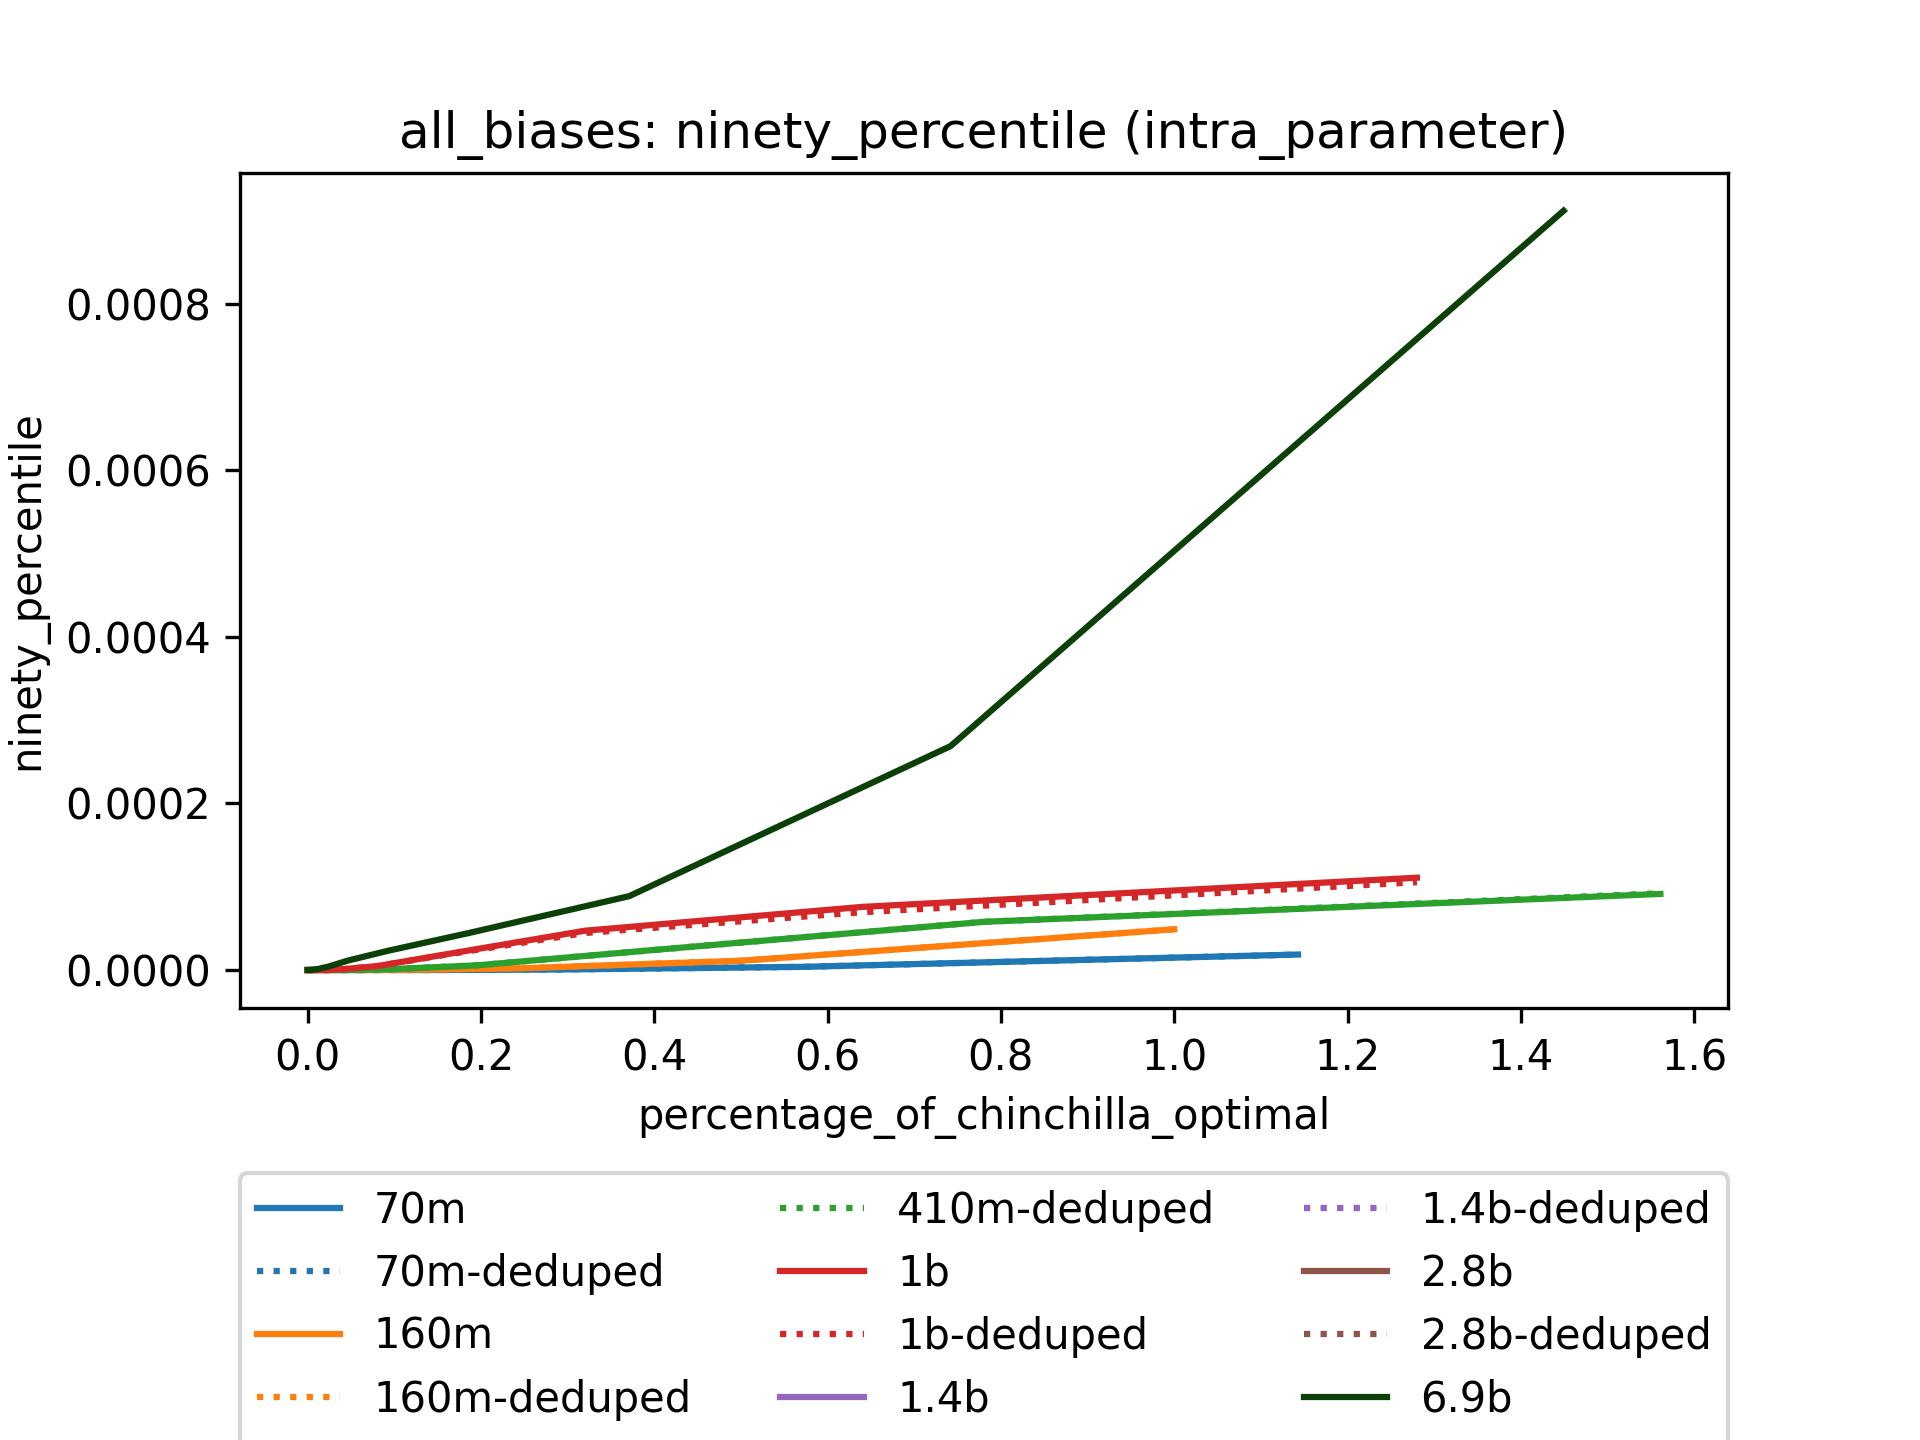 all_biases: ninety_percentile (intra_parameter)
ninety_percentile
0.0008
0.0006
0.0004
0.0002
0.0000
0.0 0.2 0.4 0.6 0.8 1.0 1.2 1.4 1.6
percentage_of_chinchilla_optimal
70m
70m-deduped
160m
160m-deduped
410m-deduped
1b
1b-deduped
1.4b
1.4b-deduped
2.8b
2.8b-deduped
6.9b